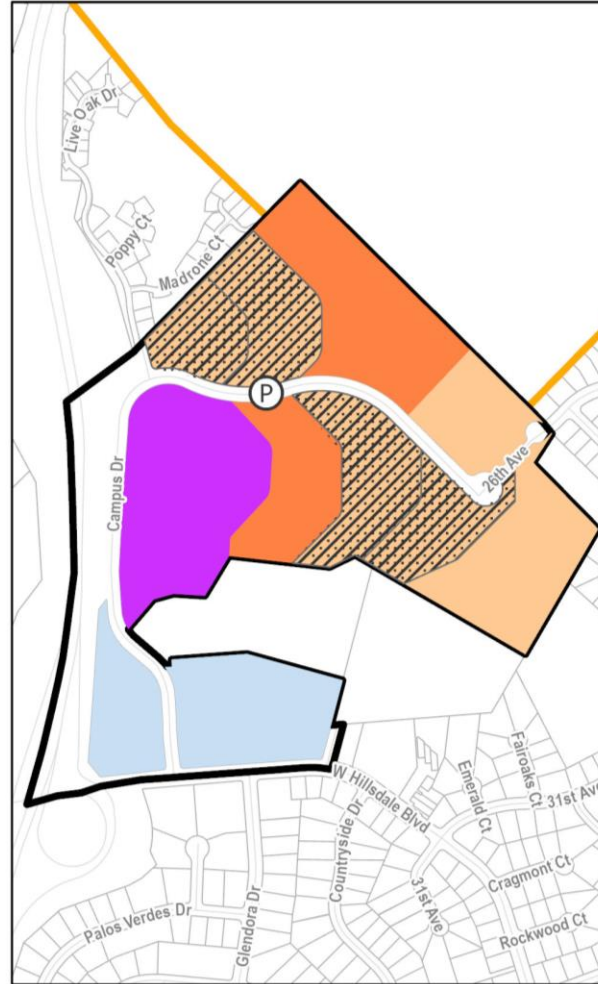 Live Oak Dr
Poppy Ct
Madrone Ct
P
Campus Dr
26th Ave
W Hillsdale Blvd
Countryside Dr
Emerald Ct
Fairoaks Ct
31st Ave
31st Ave
Cragmont Ct
Rockwood Ct
Palos Verdes Dr
Glendora Dr